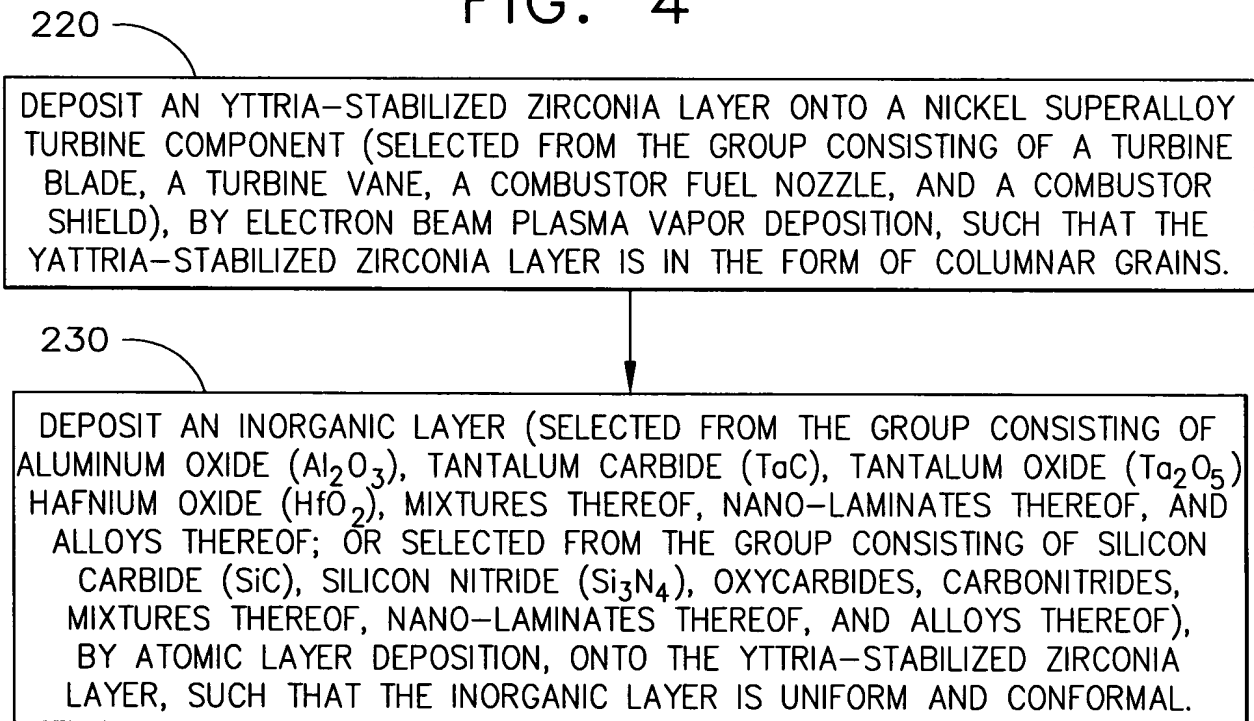 FIG. 4
220
DEPOSIT AN YTTRIA-STABILIZED ZIRCONIA LAYER ONTO A NICKEL SUPERALLOY
TURBINE COMPONENT (SELECTED FROM THE GROUP CONSISTING OF A TURBINE
BLADE, A TURBINE VANE, A COMBUSTOR FUEL NOZZLE, AND A COMBUSTOR
SHIELD), BY ELECTRON BEAM PLASMA VAPOR DEPOSITION, SUCH THAT THE
YATTRIA-STABILIZED ZIRCONIA LAYER IS IN THE FORM OF COLUMNAR GRAINS.
230
DEPOSIT AN INORGANIC LAYER (SELECTED FROM THE GROUP CONSISTING OF
ALUMINUM OXIDE (Al₂O₃), TANTALUM CARBIDE (TaC), TANTALUM OXIDE (Ta₂O₅)
HAFNIUM OXIDE (HfO₂), MIXTURES THEREOF, NANO-LAMINATES THEREOF, AND
ALLOYS THEREOF; OR SELECTED FROM THE GROUP CONSISTING OF SILICON
CARBIDE (SiC), SILICON NITRIDE (Si₃N₄), OXYCARBIDES, CARBONITRIDES,
MIXTURES THEREOF, NANO-LAMINATES THEREOF, AND ALLOYS THEREOF),
BY ATOMIC LAYER DEPOSITION, ONTO THE YTTRIA-STABILIZED ZIRCONIA
LAYER, SUCH THAT THE INORGANIC LAYER IS UNIFORM AND CONFORMAL.